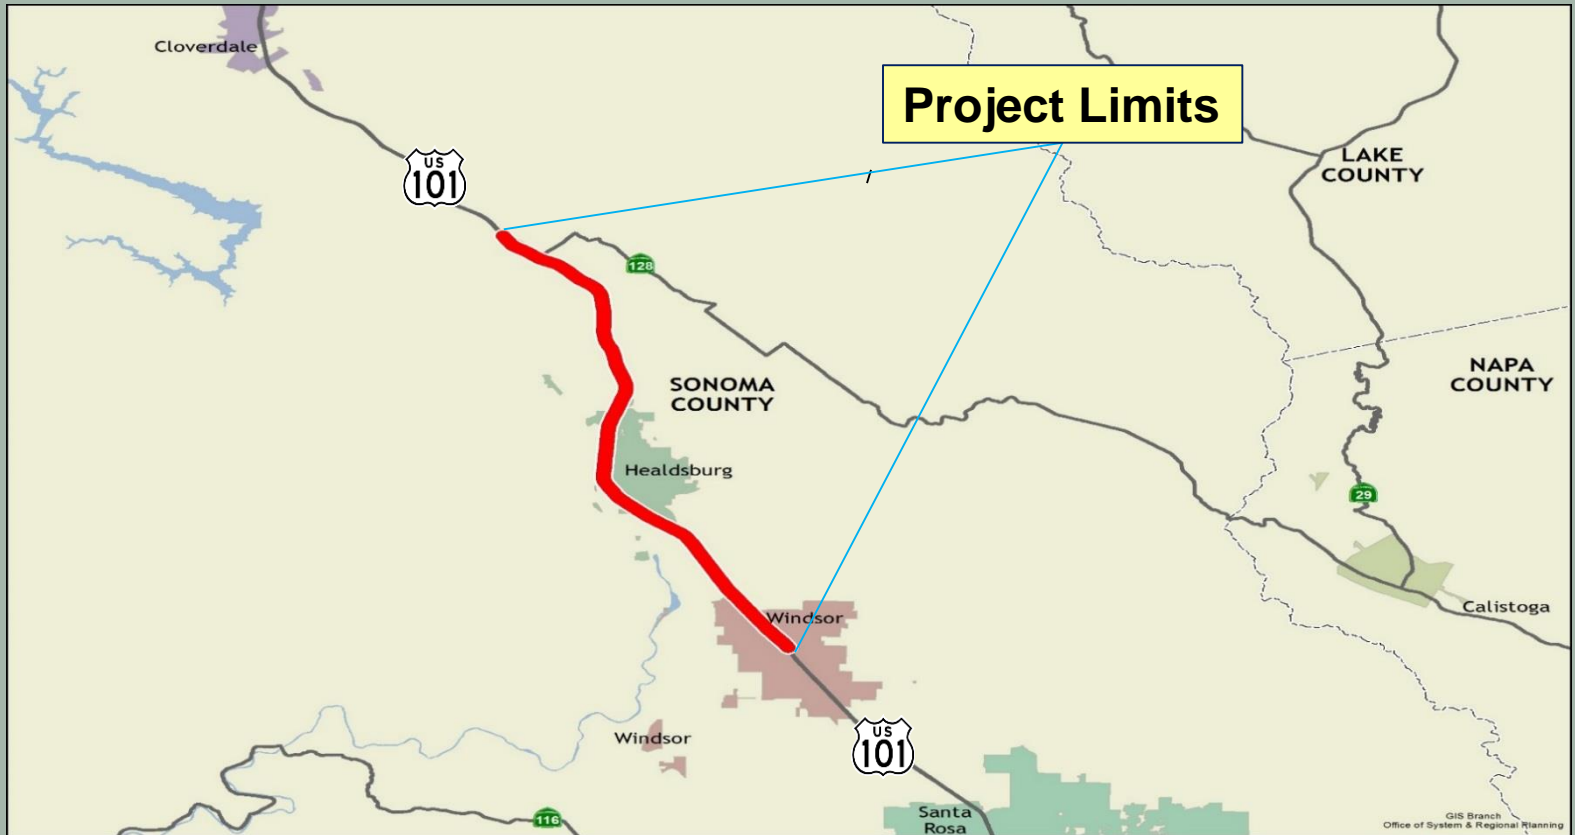 Cloverdale
Project Limits
US
101
/
LAKE
COUNTY
128
SONOMA
COUNTY
NAPA
COUNTY
Healdsburg
29
Calistoga
Windsor
Windsor
US
101
116
Santa
Rosa
GIS Branch
Office of System & Regional Planning